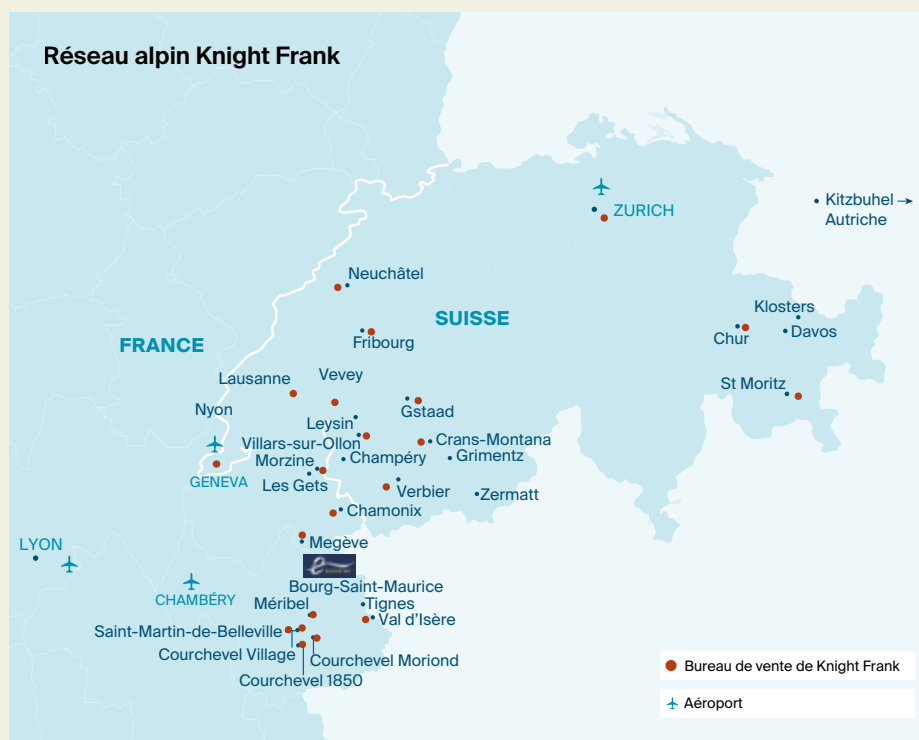 Réseau alpin Knight Frank
ZURICH
Kitzbuhel →
Autriche
Neuchâtel
SUISSE
Klosters
FRANCE
Fribourg
Chur
Davos
Vevey
Lausanne
St Moritz
Nyon
Gstaad
Leysin
Villars-sur-Ollon
Crans-Montana
Morzine
Champéry
Grimentz
GENEVA
Les Gets
Verbier
Zermatt
Chamonix
LYON
Megève
Bourg-Saint-Maurice
CHAMBÉRY
Méribel
Tignes
Val d’Isère
Saint-Martin-de-Belleville
Courchevel Village
Courchevel Moriond
Courchevel 1850
Bureau de vente de Knight Frank
Aéroport